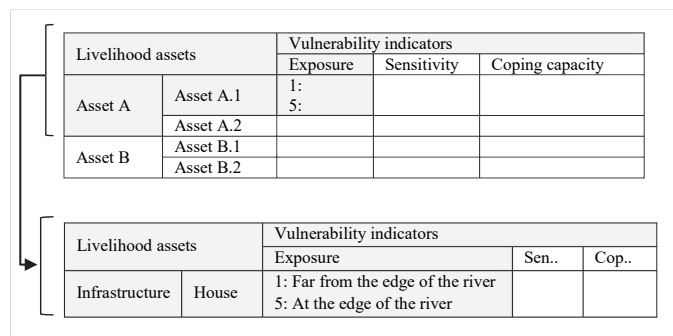 Livelihood assets
Vulnerability indicators
Exposure Sensitivity Coping capacity
Asset A
Asset A.1
1:
5:
Asset A.2
Asset B
Asset B.1
Asset B.2
Livelihood assets
Vulnerability indicators
Exposure Sen.. Cop..
Infrastructure House
1: Far from the edge of the river
5: At the edge of the river